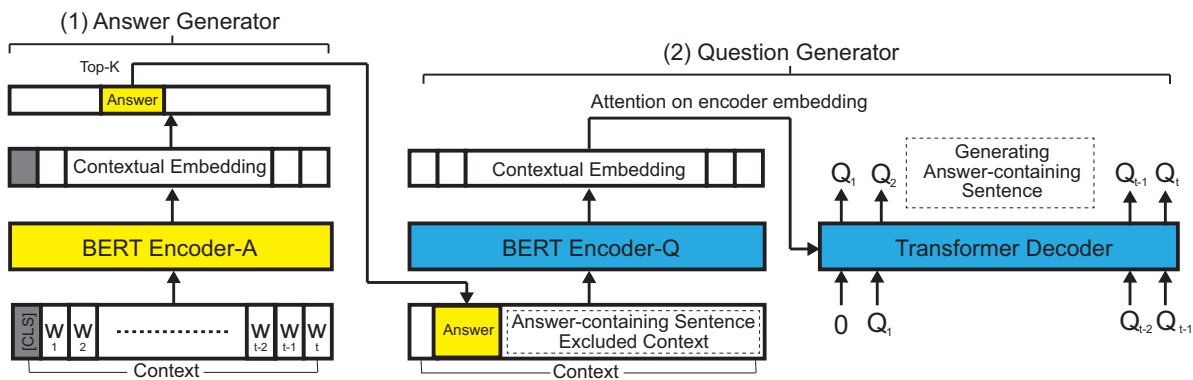 (1) Answer Generator
Top-K
Answer
Contextual Embedding
BERT Encoder-A
[CLS] W1 W2 W t-2 W t-1 W t
Context
(2) Question Generator
Attention on encoder embedding
Contextual Embedding
BERT Encoder-Q
Answer
Answer-containing Sentence
Excluded Context
Context
Generating
Answer-containing
Sentence
Q1 Q2 Qt-1 Qt
Transformer Decoder
0 Q1 Qt-2 Qt-1